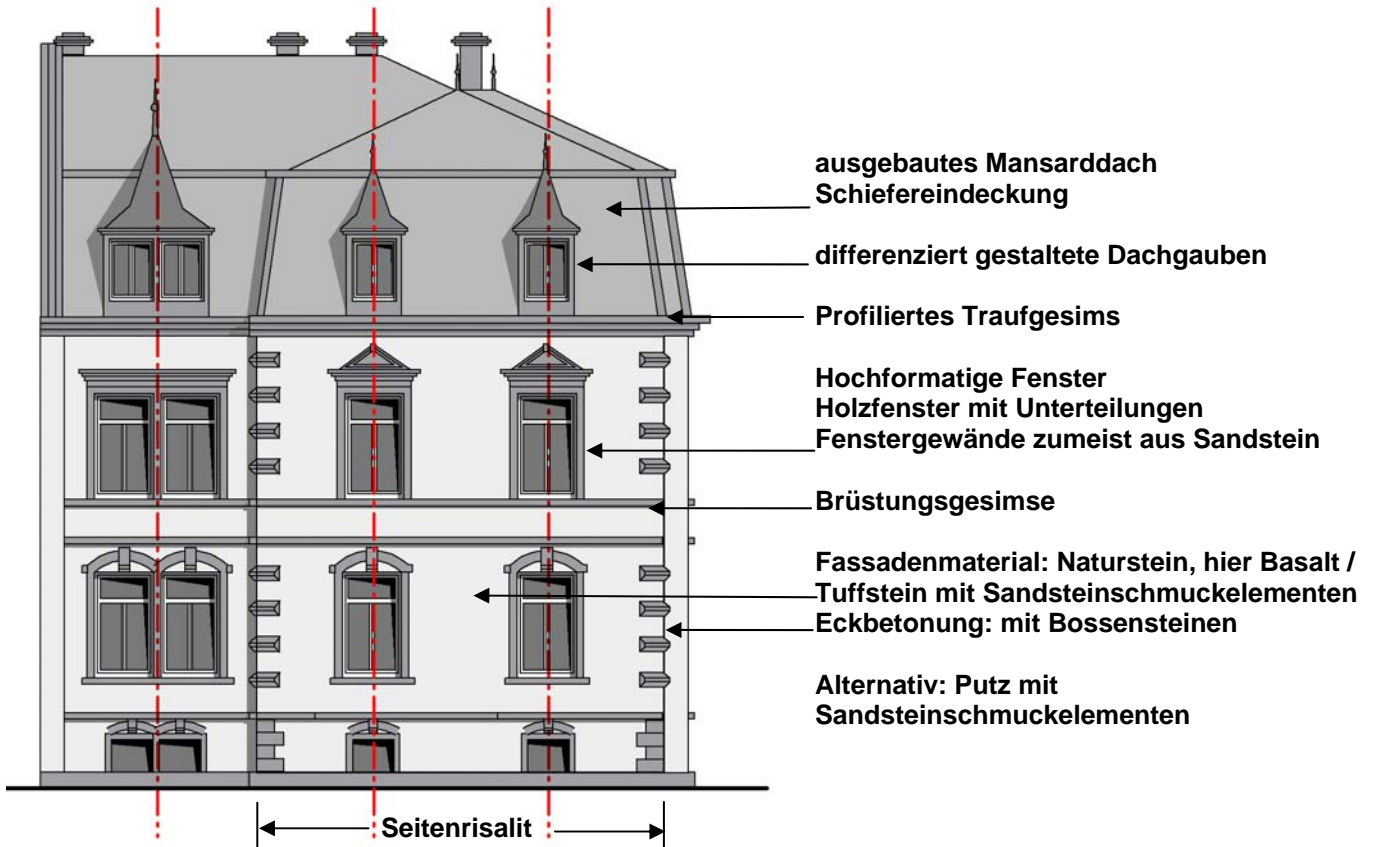 ausgebautes Mansarddach
Schiefereindeckung
differenziert gestaltete Dachgauben
Profiliertes Traufgesims
Hochformatige Fenster
Holzfenster mit Unterteilungen
Fenstergewände zumeist aus Sandstein
Brüstungsgesimse
Fassadenmaterial: Naturstein, hier Basalt /
Tuffstein mit Sandsteinschmuckelementen
Eckbetonung: mit Bossensteinen
Alternativ: Putz mit
Sandsteinschmuckelementen
Seitenrisalit